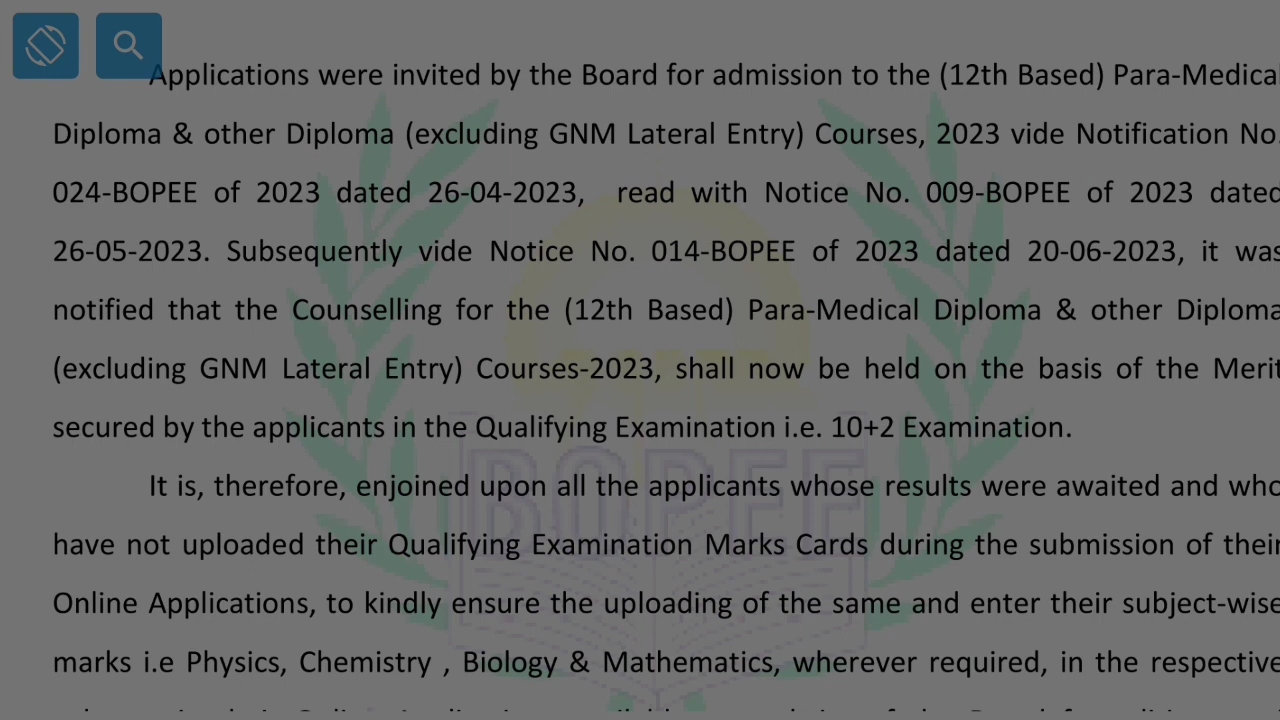 Applications were invited by the Board for admission to the (12th Based) Para-Medical
Diploma & other Diploma (excluding GNM Lateral Entry) Courses, 2023 vide Notification No.
024-BOPEE of 2023 dated 26-04-2023, read with Notice No. 009-BOPEE of 2023 dated
26-05-2023. Subsequently vide Notice No. 014-BOPEE of 2023 dated 20-06-2023, it was
notified that the Counselling for the (12th Based) Para-Medical Diploma & other Diploma
(excluding GNM Lateral Entry) Courses-2023, shall now be held on the basis of the Merit
secured by the applicants in the Qualifying Examination i.e. 10+2 Examination.
It is, therefore, enjoined upon all the applicants whose results were awaited and who
have not uploaded their Qualifying Examination Marks Cards during the submission of their
Online Applications, to kindly ensure the uploading of the same and enter their subject-wise
marks i.e Physics, Chemistry , Biology & Mathematics, wherever required, in the respective
BOPEE